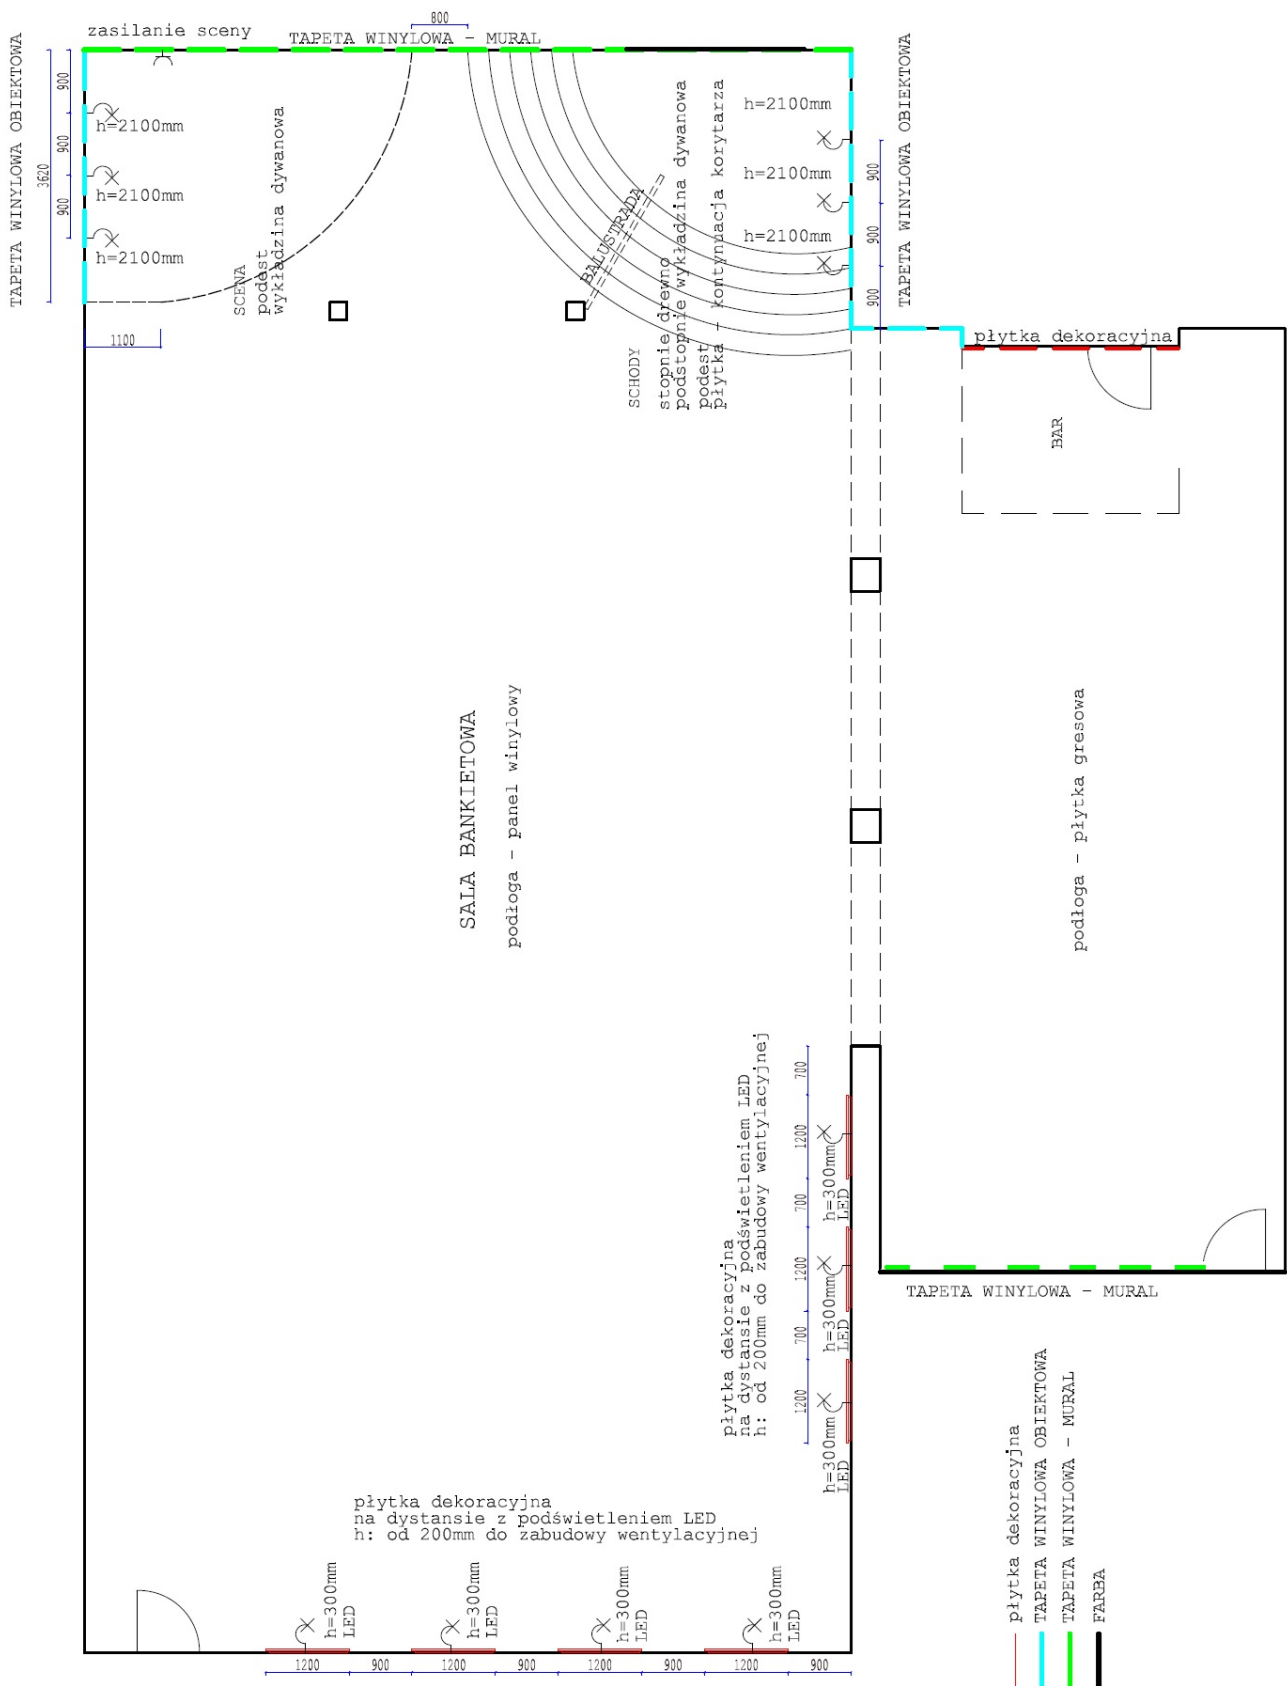 zasilanie sceny
TAPETA WINYLOWA - MURAL
800
TAPETA WINYLOWA OBIEKTOWA
3620
900
900
900
h=2100mm
h=2100mm
h=2100mm
1100
SCENA
podest
wykładzina dywanowa
BALUSTRADA
SCHODY
stopnie drewno
podstopnie wykładzina dywanowa
podest
płytka - kontynuacja korytarza
h=2100mm
h=2100mm
h=2100mm
900
900
900
TAPETA WINYLOWA OBIEKTOWA
płytka dekoracyjna
BAR
SALA BANKIETOWA
podłoga - panel winylowy
podłoga - płytka gresowa
płytka dekoracyjna
na dystansie z podświetleniem LED
h: od 200mm do zabudowy wentylacyjnej
700
1200
700
1200
700
1200
h=300mm
LED
h=300mm
LED
h=300mm
LED
TAPETA WINYLOWA - MURAL
płytka dekoracyjna
na dystansie z podświetleniem LED
h: od 200mm do zabudowy wentylacyjnej
h=300mm
LED
h=300mm
LED
h=300mm
LED
h=300mm
LED
1200
900
1200
900
1200
900
1200
900
płytka dekoracyjna
TAPETA WINYLOWA OBIEKTOWA
TAPETA WINYLOWA - MURAL
FARBA